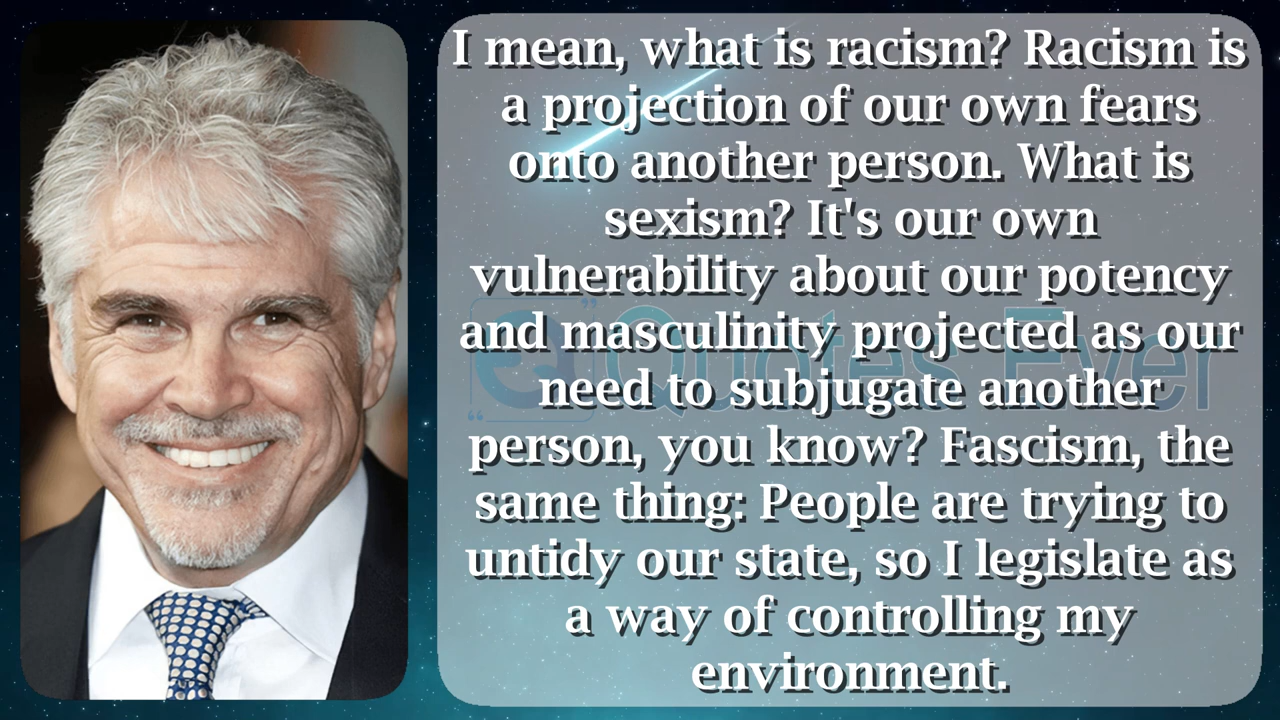 I mean, what is racism? Racism is
a projection of our own fears
onto another person. What is
sexism? It's our own
vulnerability about our potency
and masculinity projected as our
need to subjugate another
person, you know? Fascism, the
same thing: People are trying to
untidy our state, so I legislate as
a way of controlling my
environment.
Quotes Ever